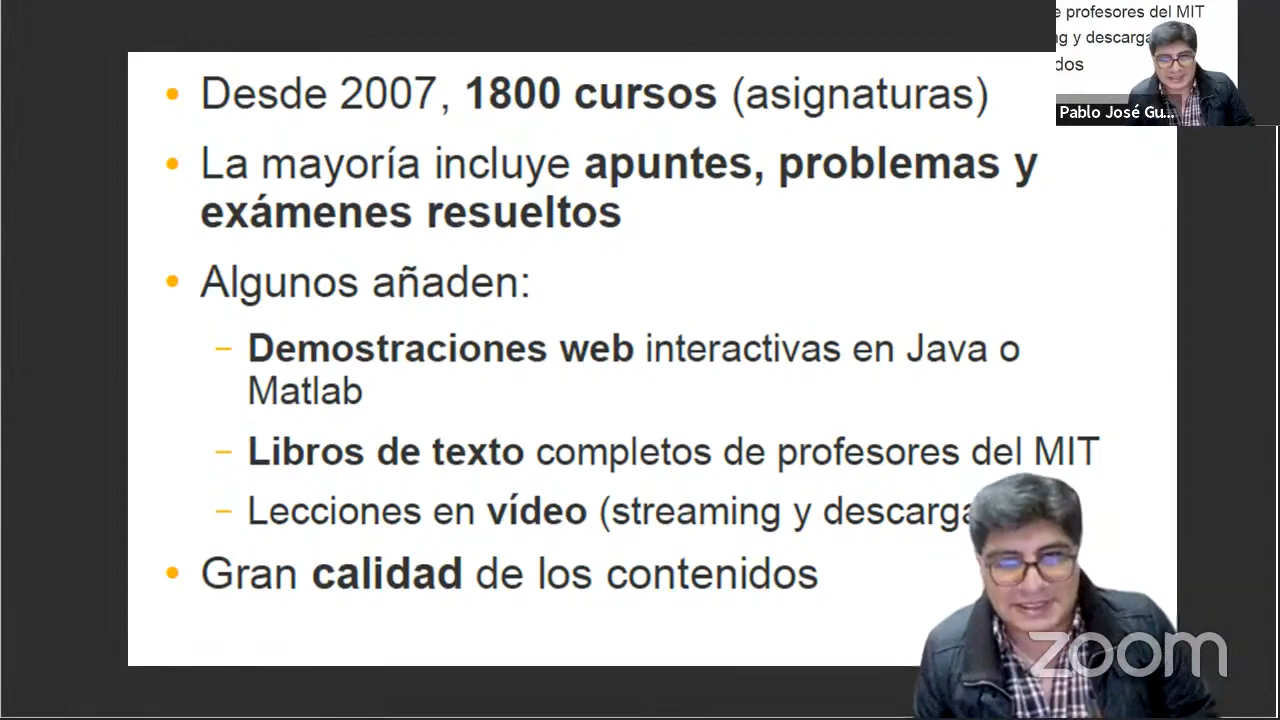 e profesores del MIT
ng y descarga
dos
Pablo José Gu...
Desde 2007, 1800 cursos (asignaturas)
La mayoría incluye apuntes, problemas y
exámenes resueltos
Algunos añaden:
Demostraciones web interactivas en Java o
Matlab
Libros de texto completos de profesores del MIT
Lecciones en vídeo (streaming y descarga
Gran calidad de los contenidos
zoom